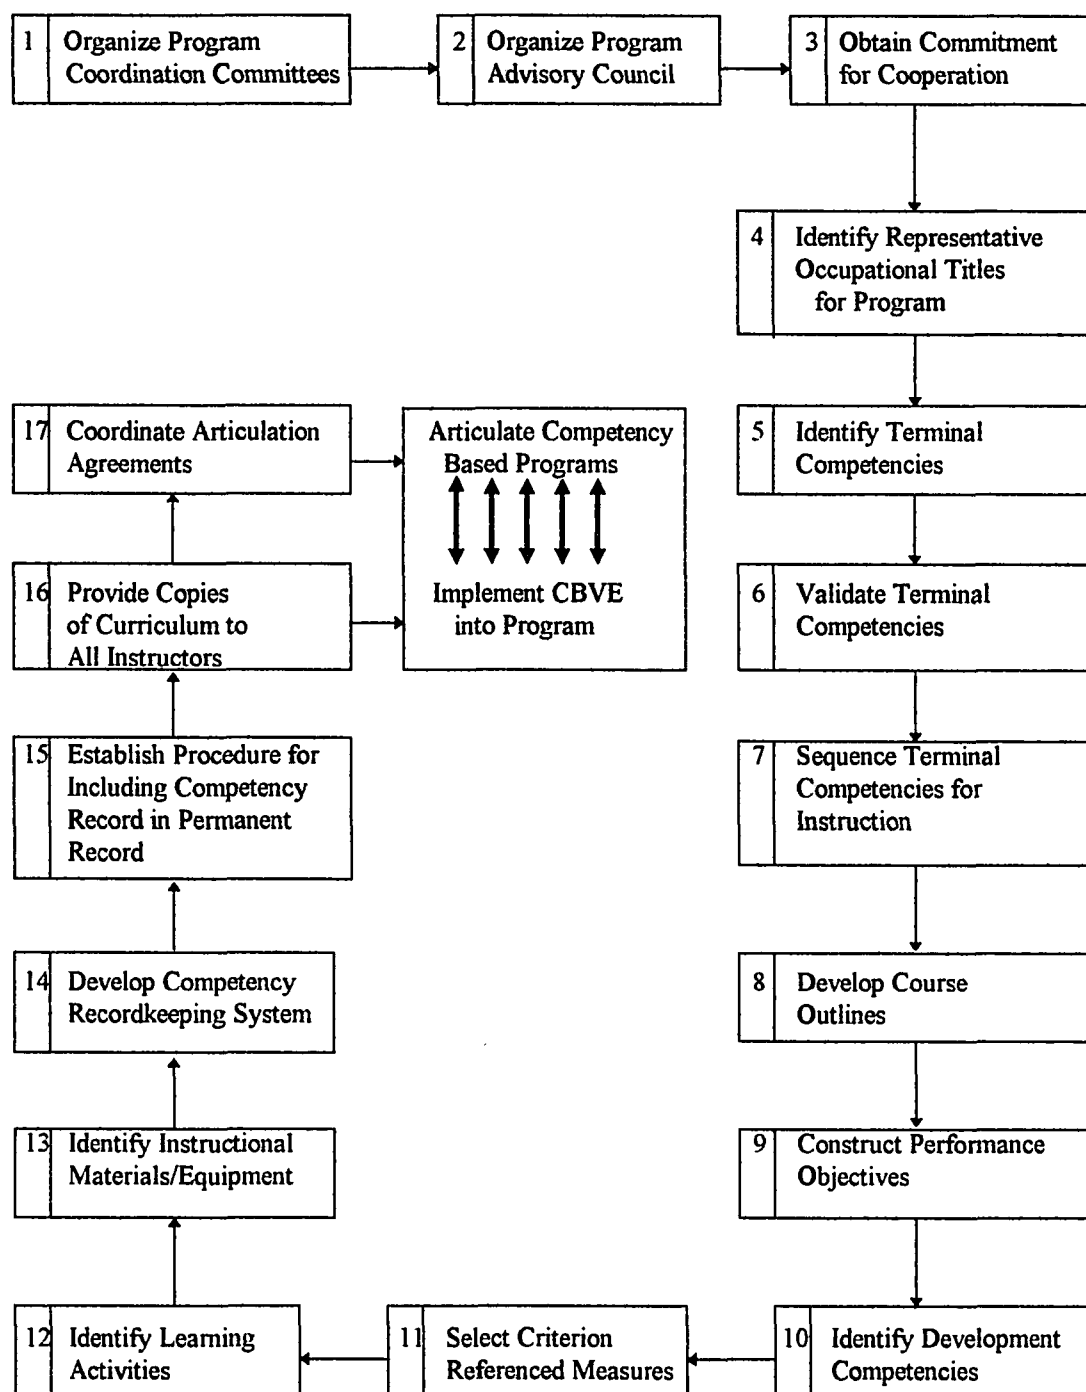 1 Organize Program
Coordination Committees
2 Organize Program
Advisory Council
3 Obtain Commitment
for Cooperation
4 Identify Representative
Occupational Titles
for Program
5 Identify Terminal
Competencies
6 Validate Terminal
Competencies
7 Sequence Terminal
Competencies for
Instruction
8 Develop Course
Outlines
9 Construct Performance
Objectives
10 Identify Development
Competencies
11 Select Criterion
Referenced Measures
12 Identify Learning
Activities
13 Identify Instructional
Materials/Equipment
14 Develop Competency
Recordkeeping System
15 Establish Procedure for
Including Competency
Record in Permanent
Record
16 Provide Copies
of Curriculum to
All Instructors
17 Coordinate Articulation
Agreements
Articulate Competency
Based Programs
Implement CBVE
into Program